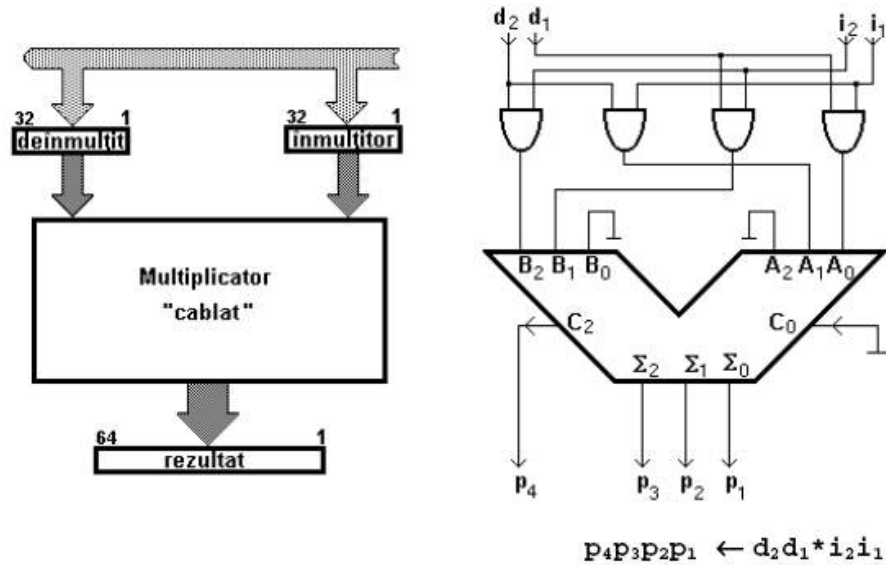 32 1
deinmultit
32 1
inmultitor
Multiplicator
"cablat"
64 1
rezultat
d₂ d₁ i₂ i₁
B₂ B₁ B₀ A₂ A₁ A₀
C₂ C₀
Σ₂ Σ₁ Σ₀
p₄ p₃ p₂ p₁
p₄p₃p₂p₁ ← d₂d₁*i₂i₁